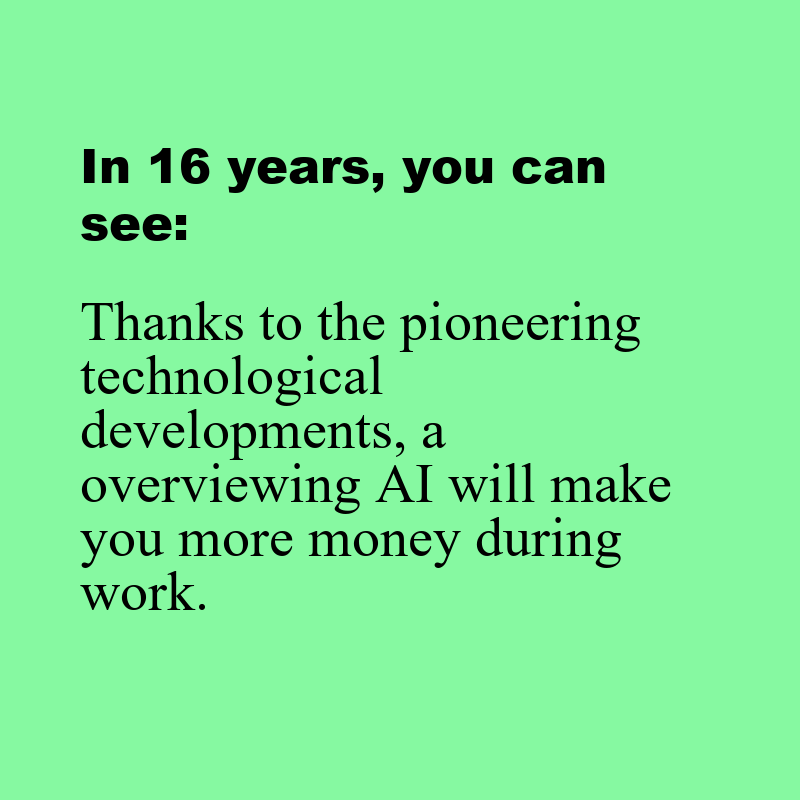 In 16 years, you can
see:
Thanks to the pioneering
technological
developments, a
overviewing AI will make
you more money during
work.